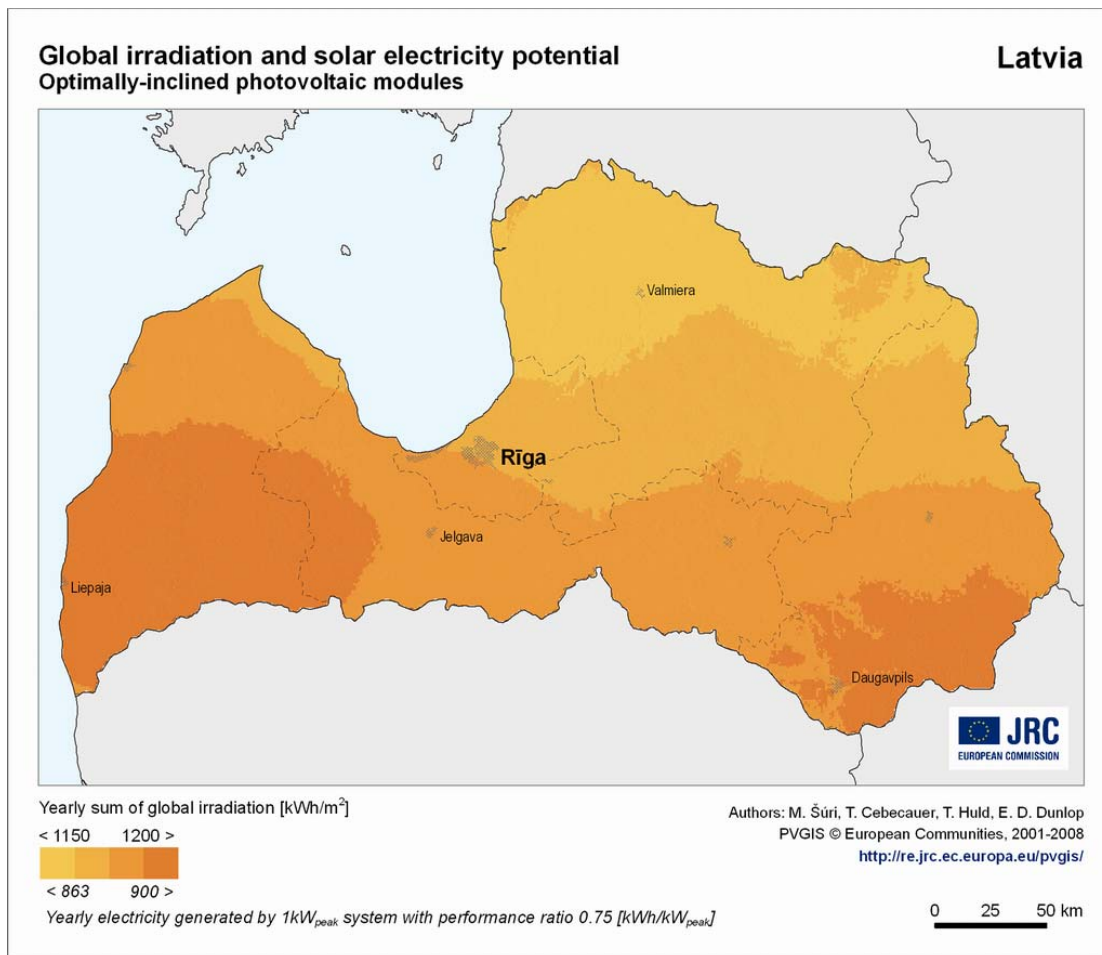 Global irradiation and solar electricity potential
Optimally-inclined photovoltaic modules
Latvia
Valmiera
Rīga
Jelgava
Liepaja
Daugavpils
JRC
EUROPEAN COMMISSION
Yearly sum of global irradiation [kWh/m²]
< 1150 1200 >
< 863 900 >
Yearly electricity generated by 1kWpeak system with performance ratio 0.75 [kWh/kWpeak]
Authors: M. Šúri, T. Cebecauer, T. Huld, E. D. Dunlop
PVGIS © European Communities, 2001-2008
http://re.jrc.ec.europa.eu/pvgis/
0 25 50 km